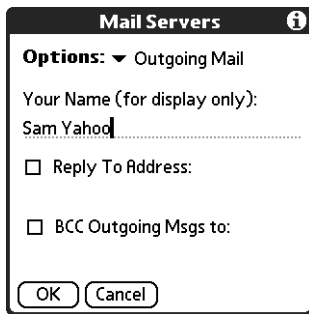 Mail Servers
Options: Outgoing Mail
Your Name (for display only):
Sam Yahoo
Reply To Address:
BCC Outgoing Msgs to:
OK Cancel